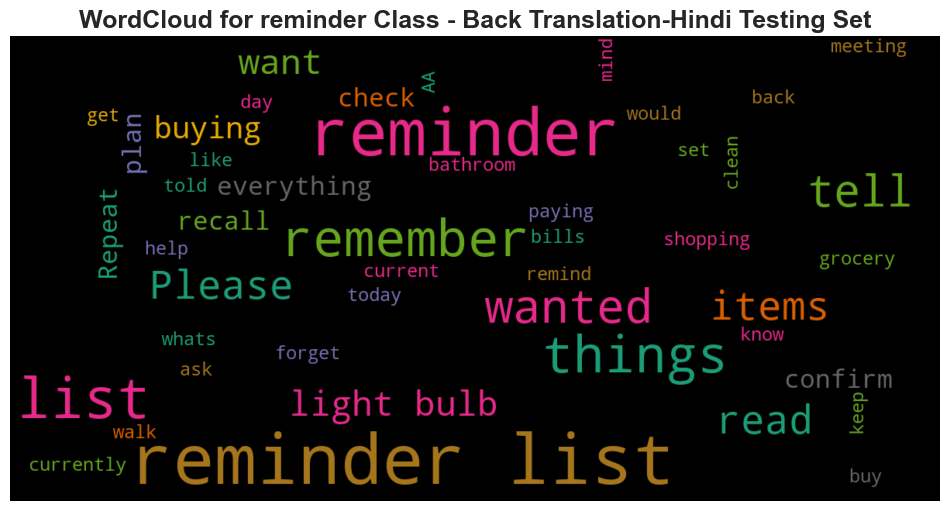 WordCloud for reminder Class - Back Translation-Hindi Testing Set
want
mind
meeting
AA
check
day
back
get
buying
plan
reminder
would
like
bathroom
set
clean
told
everything
tell
Repeat
recall
paying
remember
bills
shopping
help
grocery
current
remind
Please
today
wanted
items
know
whats
forget
things
ask
list
light bulb
confirm
read
keep
walk
currently
reminder list
buy